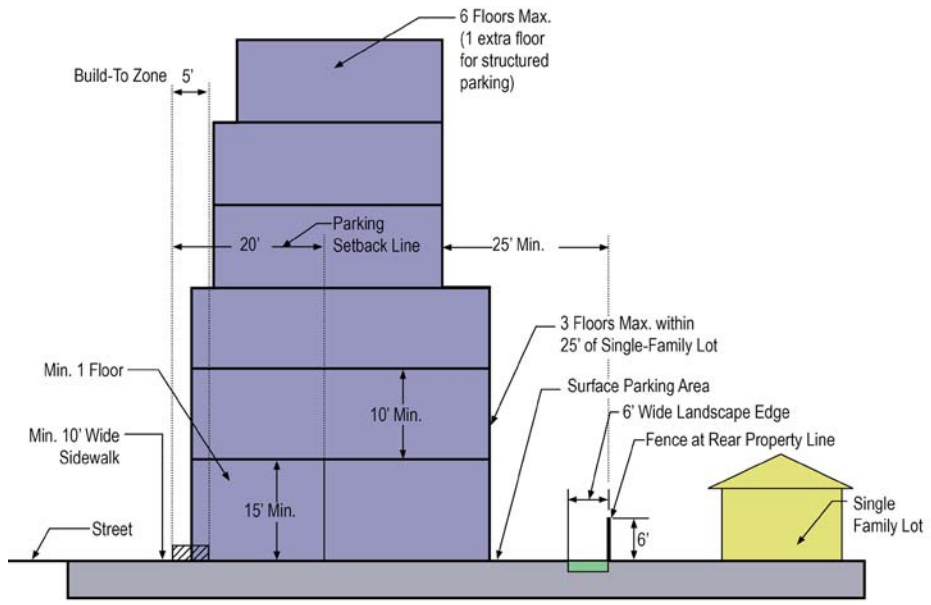 6 Floors Max.
(1 extra floor
for structured
parking)
Build-To Zone
5’
Parking
Setback Line
20’
25’ Min.
3 Floors Max. within
25’ of Single-Family Lot
Min. 1 Floor
Surface Parking Area
10’ Min.
6’ Wide Landscape Edge
Fence at Rear Property Line
Min. 10’ Wide
Sidewalk
15’ Min.
Single
Family Lot
Street
6’